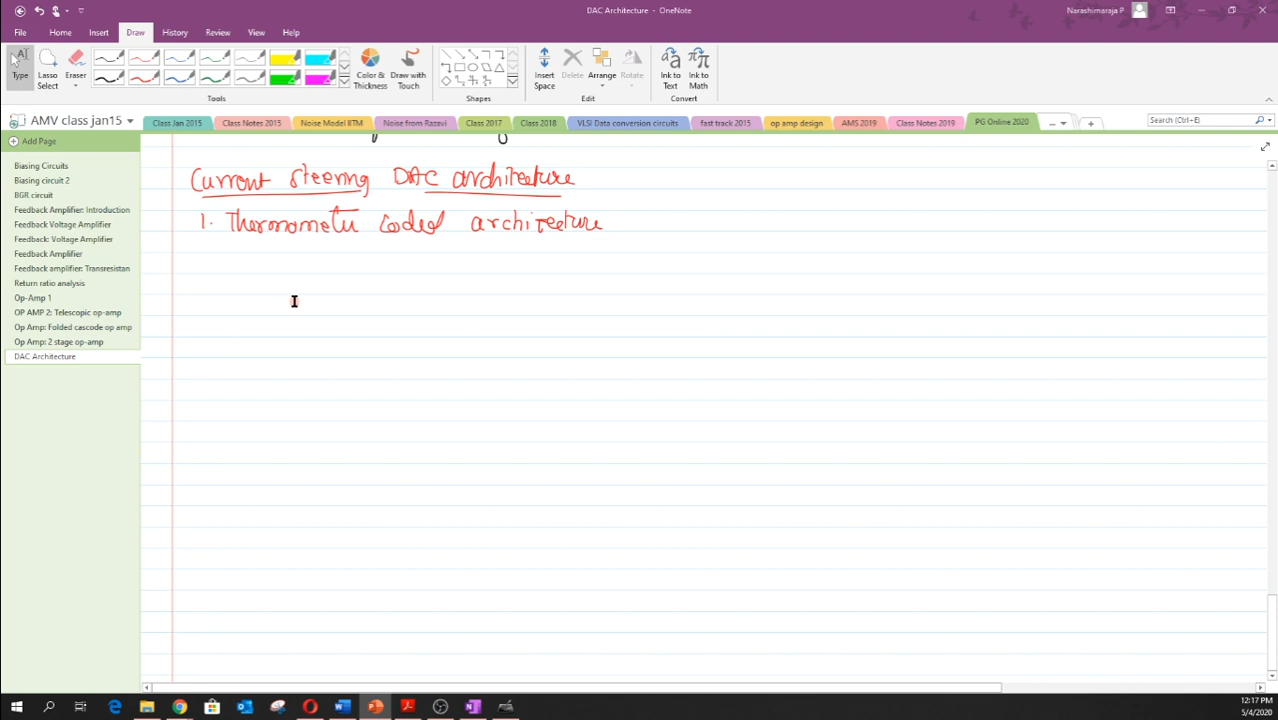 DAC Architecture - OneNote
Narashimaraja P
File Home Insert Draw History Review View Help
Type
Lasso Select
Eraser
Color & Thickness
Draw with Touch
Insert Space
Delete
Arrange
Rotate
Ink to Text
Ink to Math
Tools
Shapes
Edit
Convert
AMV class jan15
Class Jan 2015
Class Notes 2015
Noise Model IITM
Noise from Razavi
Class 2017
Class 2018
VLSI Data conversion circuits
fast track 2015
op amp design
AMS 2019
Class Notes 2019
PG Online 2020
...
Search (Ctrl+E)
Add Page
Biasing Circuits
Biasing circuit 2
BGR circuit
Feedback Amplifier: Introduction
Feedback Voltage Amplifier
Feedback: Voltage Amplifier
Feedback Amplifier
Feedback amplifier: Transresistan
Return ratio analysis
Op-Amp 1
OP AMP 2: Telescopic op-amp
Op Amp: Folded cascode op amp
Op Amp: 2 stage op-amp
DAC Architecture
Current steering DAC architecture
1. Thermometer coded architecture
12:17 PM
5/4/2020